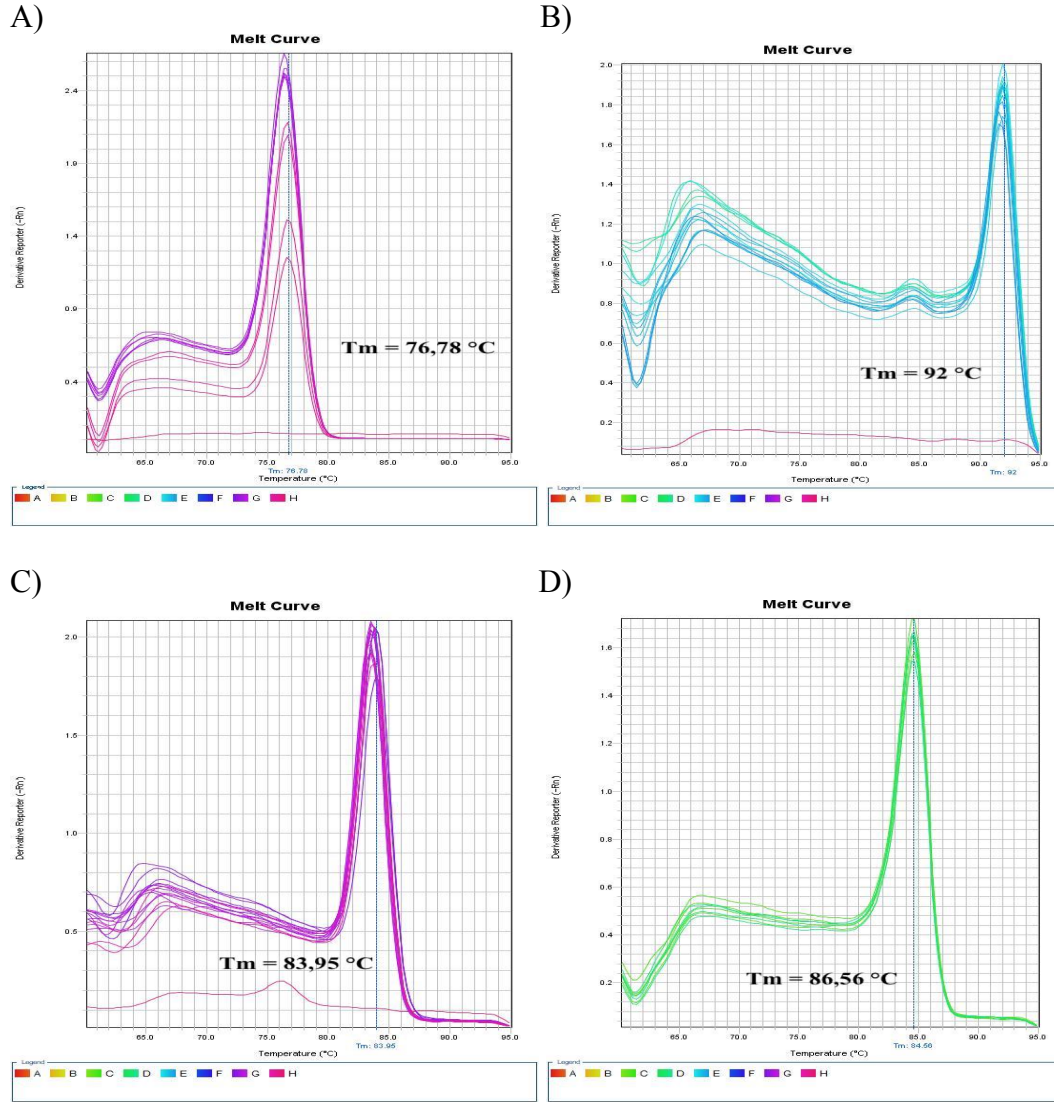 A)
Melt Curve
2.4
1.9
1.4
0.9
0.4
Derivative Reporter (-Rn')
Tm = 76,78 °C
65.0 70.0 75.0 80.0 85.0 90.0 95.0
Tm: 76.79
Temperature (°C)
Legend
A B C D E F G H
B)
Melt Curve
2.0
1.8
1.6
1.4
1.2
1.0
0.8
0.6
0.4
0.2
Derivative Reporter (-Rn')
Tm = 92 °C
65.0 70.0 75.0 80.0 85.0 90.0 95.0
Tm: 92
Temperature (°C)
Legend
A B C D E F G H
C)
Melt Curve
2.0
1.5
1.0
0.5
Derivative Reporter (-Rn')
Tm = 83,95 °C
65.0 70.0 75.0 80.0 85.0 90.0 95.0
Tm: 83.95
Temperature (°C)
Legend
A B C D E F G H
D)
Melt Curve
1.6
1.4
1.2
1.0
0.8
0.6
0.4
0.2
Derivative Reporter (-Rn')
Tm = 86,56 °C
65.0 70.0 75.0 80.0 85.0 90.0 95.0
Tm: 84.56
Temperature (°C)
Legend
A B C D E F G H